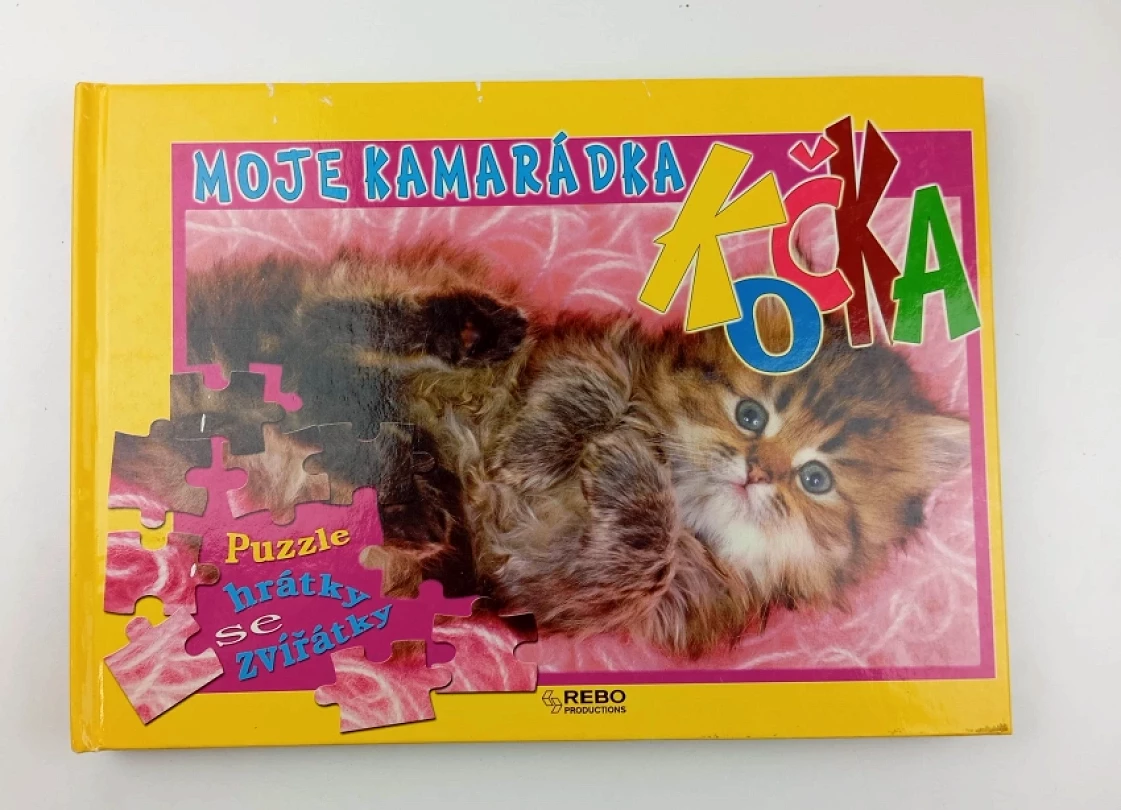 MOJE KAMARÁDKA
KOČKA
Puzzle
hrátky
se
zvířátky
REBO
PRODUCTIONS